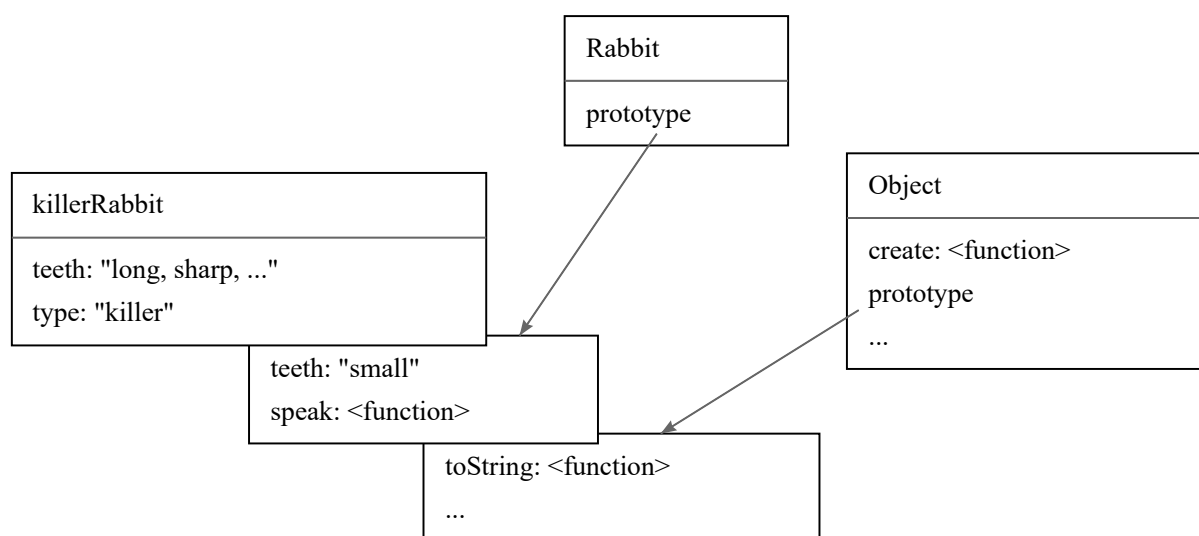 Rabbit
prototype
killerRabbit
teeth: "long, sharp, ..."
type: "killer"
Object
create: <function>
prototype
...
teeth: "small"
speak: <function>
toString: <function>
...